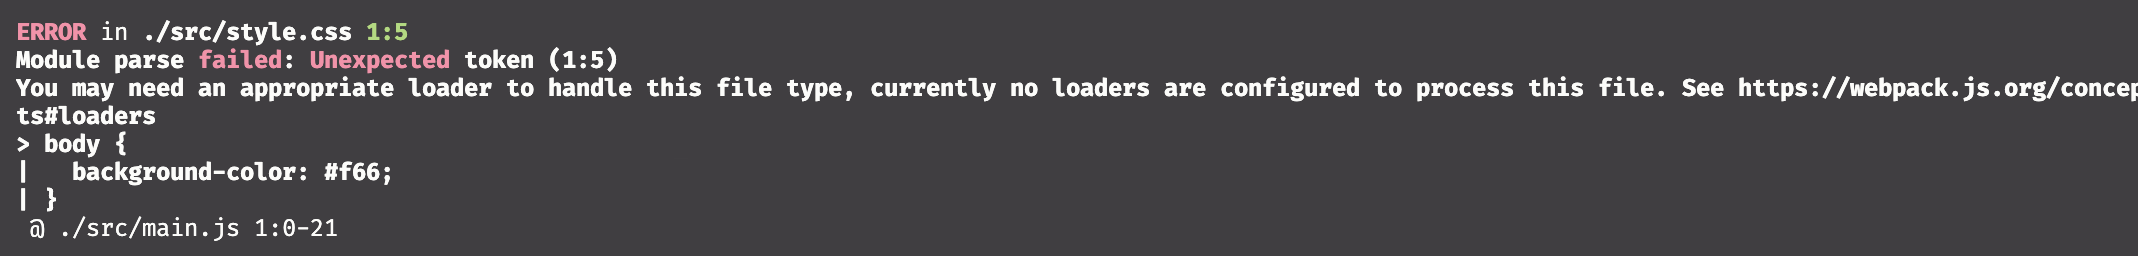 ERROR in ./src/style.css 1:5
Module parse failed: Unexpected token (1:5)
You may need an appropriate loader to handle this file type, currently no loaders are configured to process this file. See https://webpack.js.org/concep
ts#loaders
> body {
|   background-color: #f66;
| }
 @ ./src/main.js 1:0-21